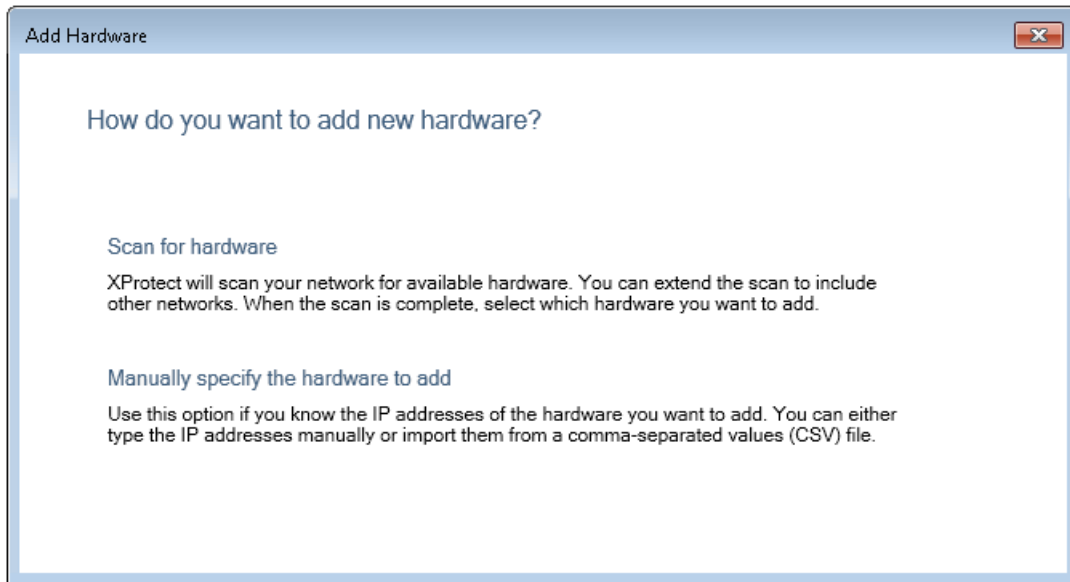 Add Hardware
How do you want to add new hardware?
Scan for hardware
XProtect will scan your network for available hardware. You can extend the scan to include
other networks. When the scan is complete, select which hardware you want to add.
Manually specify the hardware to add
Use this option if you know the IP addresses of the hardware you want to add. You can either
type the IP addresses manually or import them from a comma-separated values (CSV) file.